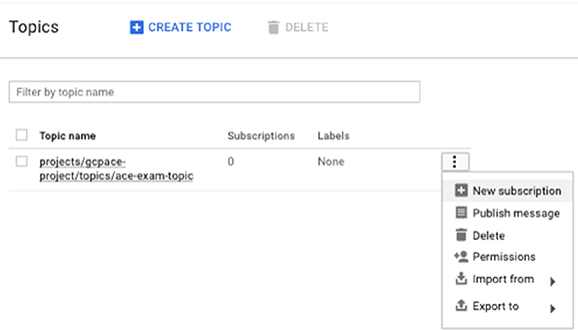 Topics
CREATE TOPIC
DELETE
Filter by topic name
Topic name Subscriptions Labels
projects/gcpace- 0 None
project/topics/ace-exam-topic
New subscription
Publish message
Delete
Permissions
Import from
Export to